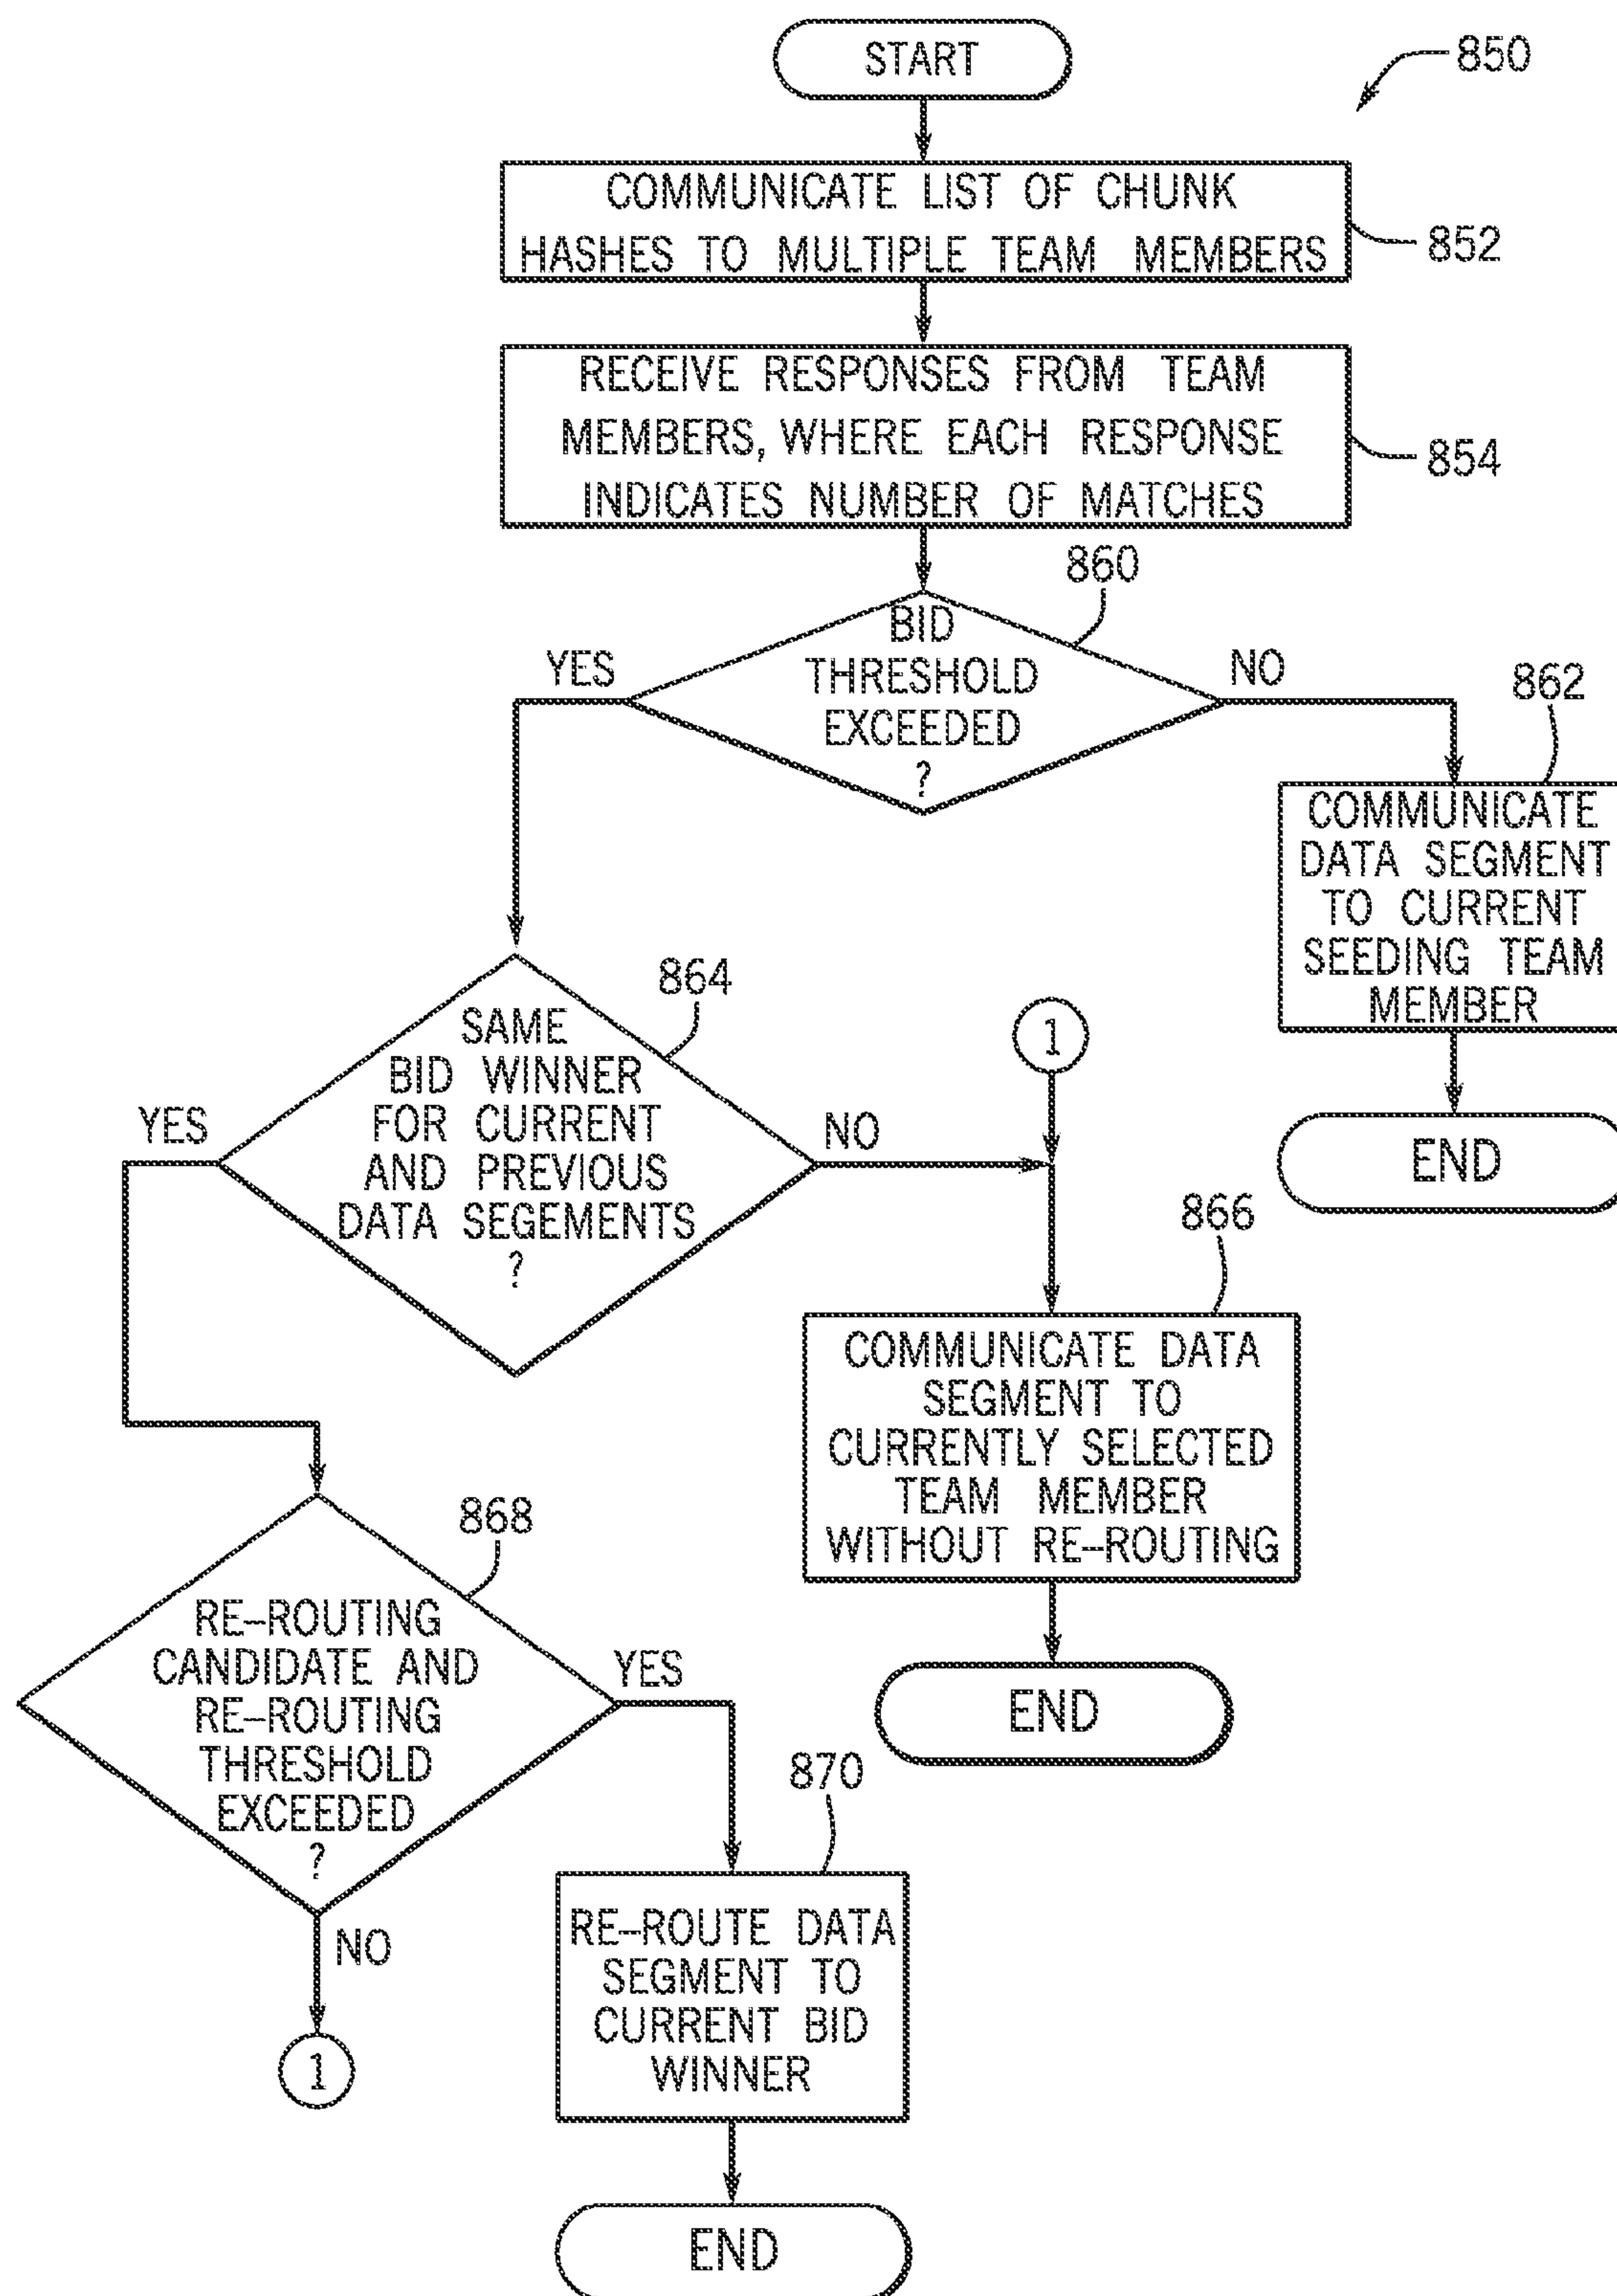 START
850
COMMUNICATE LIST OF CHUNK
HASHES TO MULTIPLE TEAM MEMBERS
852
RECEIVE RESPONSES FROM TEAM
MEMBERS, WHERE EACH RESPONSE
INDICATES NUMBER OF MATCHES
854
860
BID
THRESHOLD
EXCEEDED
?
YES
NO
862
COMMUNICATE
DATA SEGMENT
TO CURRENT
SEEDING TEAM
MEMBER
END
864
SAME
BID WINNER
FOR CURRENT
AND PREVIOUS
DATA SEGEMENTS
?
YES
NO
1
866
COMMUNICATE DATA
SEGMENT TO
CURRENTLY SELECTED
TEAM MEMBER
WITHOUT RE-ROUTING
END
868
RE-ROUTING
CANDIDATE AND
RE-ROUTING
THRESHOLD
EXCEEDED
?
YES
NO
1
870
RE-ROUTE DATA
SEGMENT TO
CURRENT BID
WINNER
END